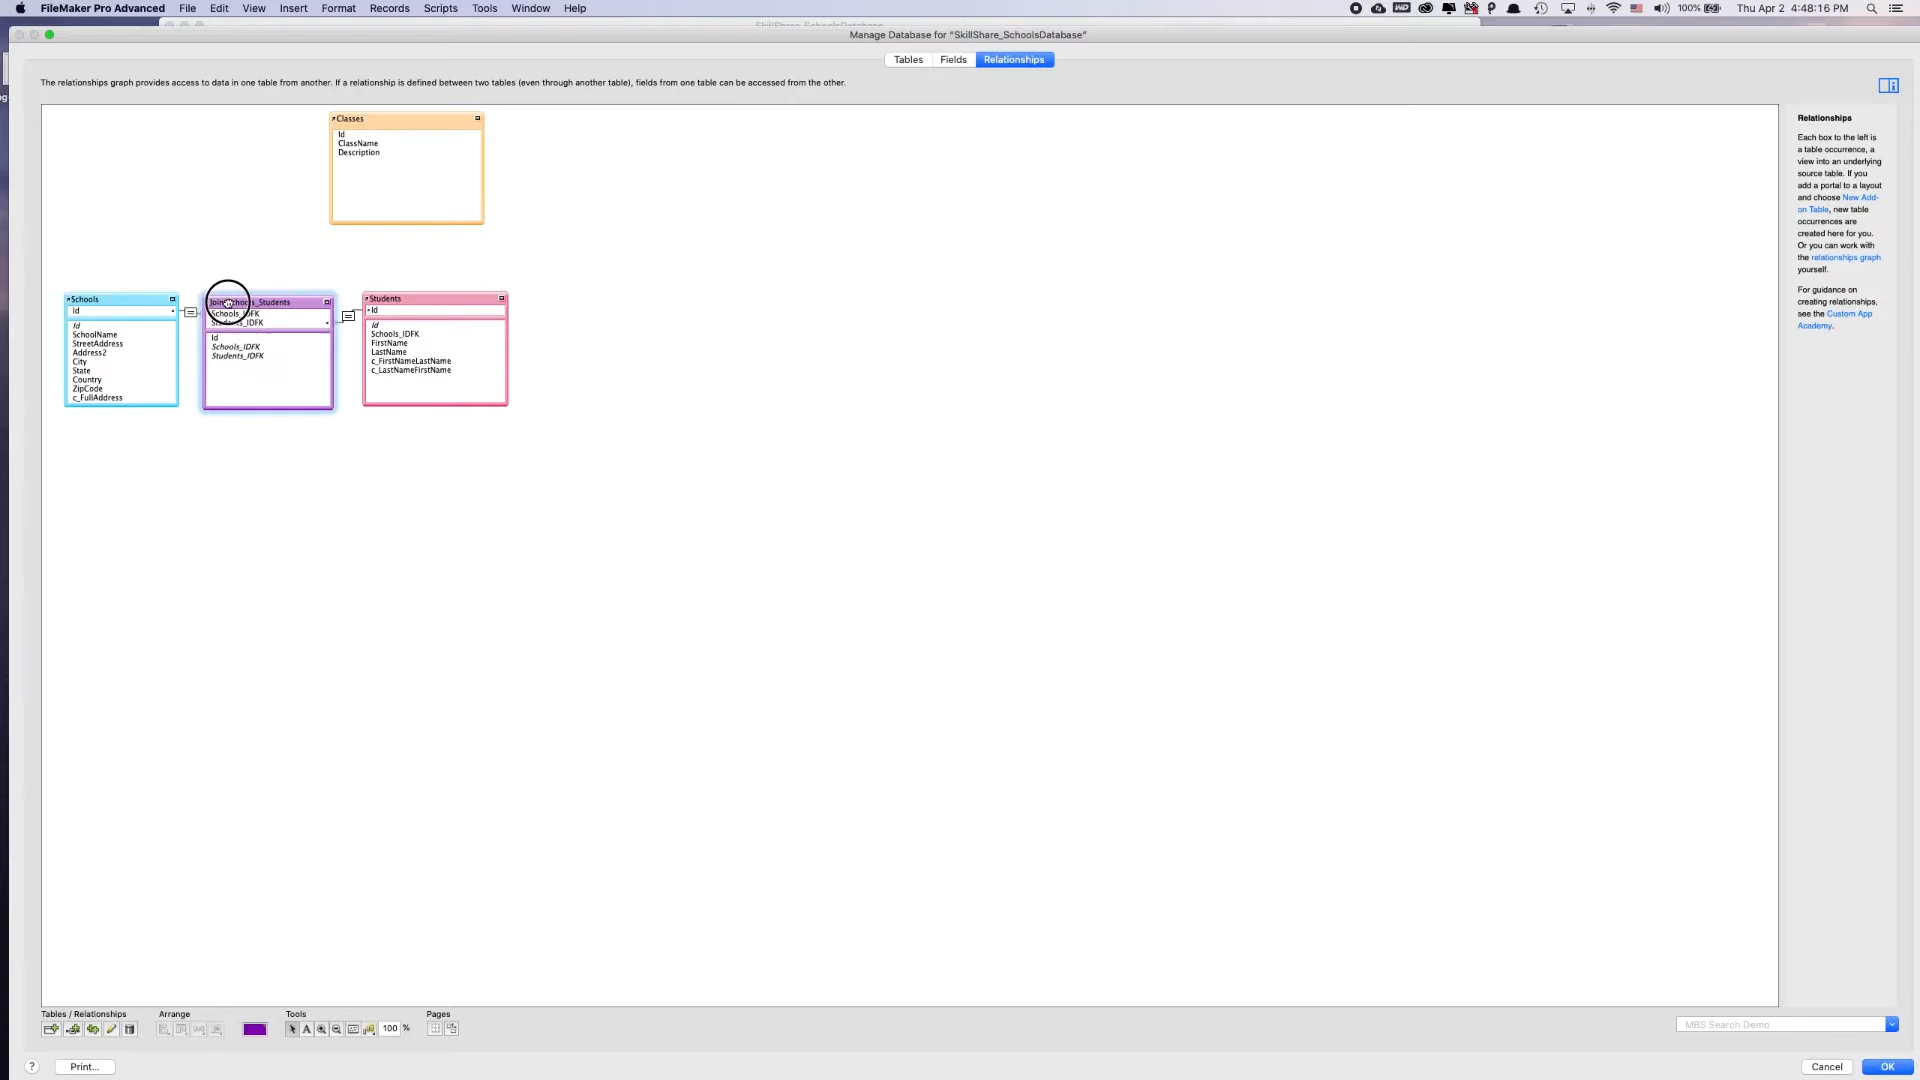 FileMaker Pro Advanced File Edit View Insert Format Records Scripts Tools Window Help
100% Thu Apr 2 4:48:16 PM
Manage Database for "SkillShare_SchoolsDatabase"
Tables Fields Relationships
The relationships graph provides access to data in one table from another. If a relationship is defined between two tables (even through another table), fields from one table can be accessed from the other.
Classes
Id
ClassName
Description
Schools
Id
Id
SchoolName
StreetAddress
Address2
City
State
Country
ZipCode
c_FullAddress
_Students
Schools_IDFK
Students_IDFK
Id
Schools_IDFK
Students_IDFK
Students
Id
Id
Schools_IDFK
FirstName
LastName
c_FirstNameLastName
c_LastNameFirstName
Relationships
Each box to the left is
a table occurrence, a
view into an underlying
source table. If you
add a portal to a layout
and choose New Add-
on Table, new table
occurrences are
created here for you.
Or you can work with
the relationships graph
yourself.
For guidance on
creating relationships,
see the Custom App
Academy.
Tables / Relationships Arrange Tools Pages
A 100 %
MBS Search Demo
? Print... Cancel OK